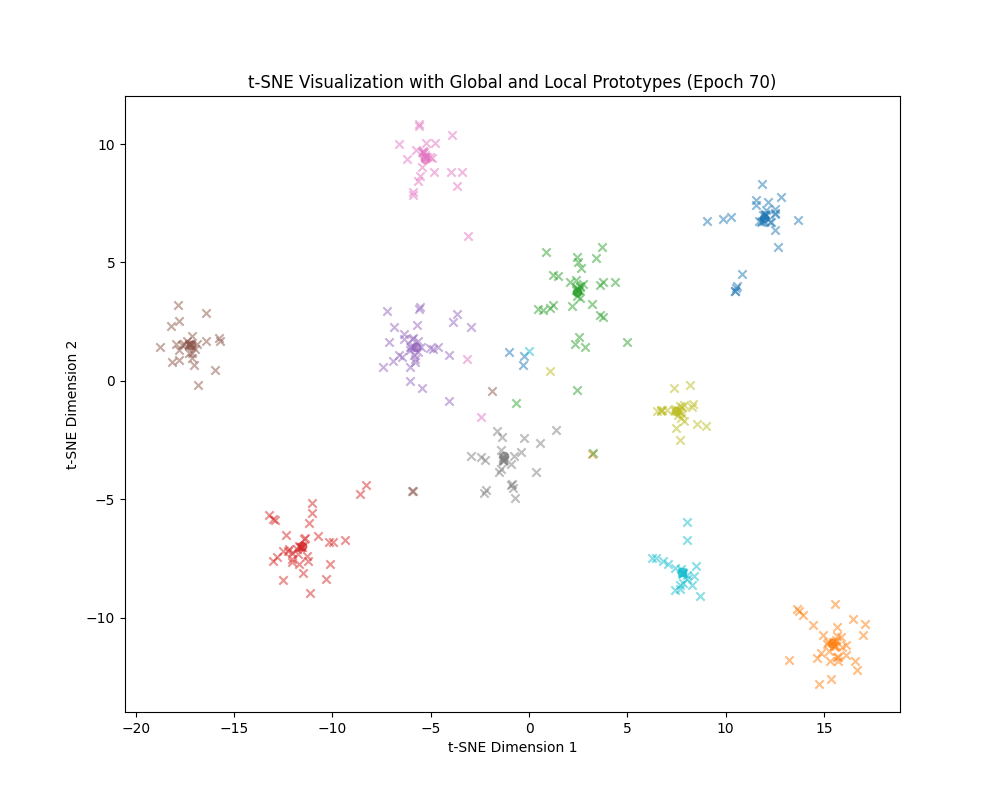 t-SNE Visualization with Global and Local Prototypes (Epoch 70)
10
5
0
−5
−10
t-SNE Dimension 2
−20 −15 −10 −5 0 5 10 15
t-SNE Dimension 1